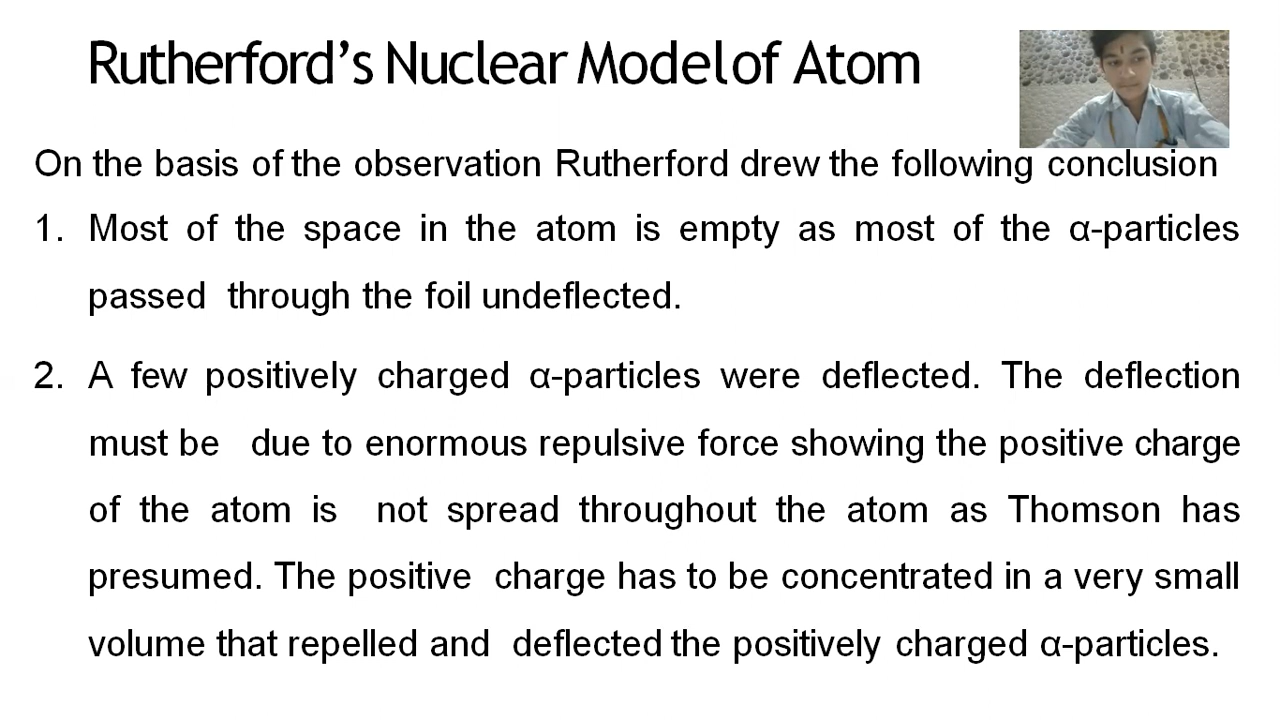 Rutherford’s Nuclear Model of Atom
On the basis of the observation Rutherford drew the following conclusion
1. Most of the space in the atom is empty as most of the α-particles
passed through the foil undeflected.
2. A few positively charged α-particles were deflected. The deflection
must be due to enormous repulsive force showing the positive charge
of the atom is not spread throughout the atom as Thomson has
presumed. The positive charge has to be concentrated in a very small
volume that repelled and deflected the positively charged α-particles.